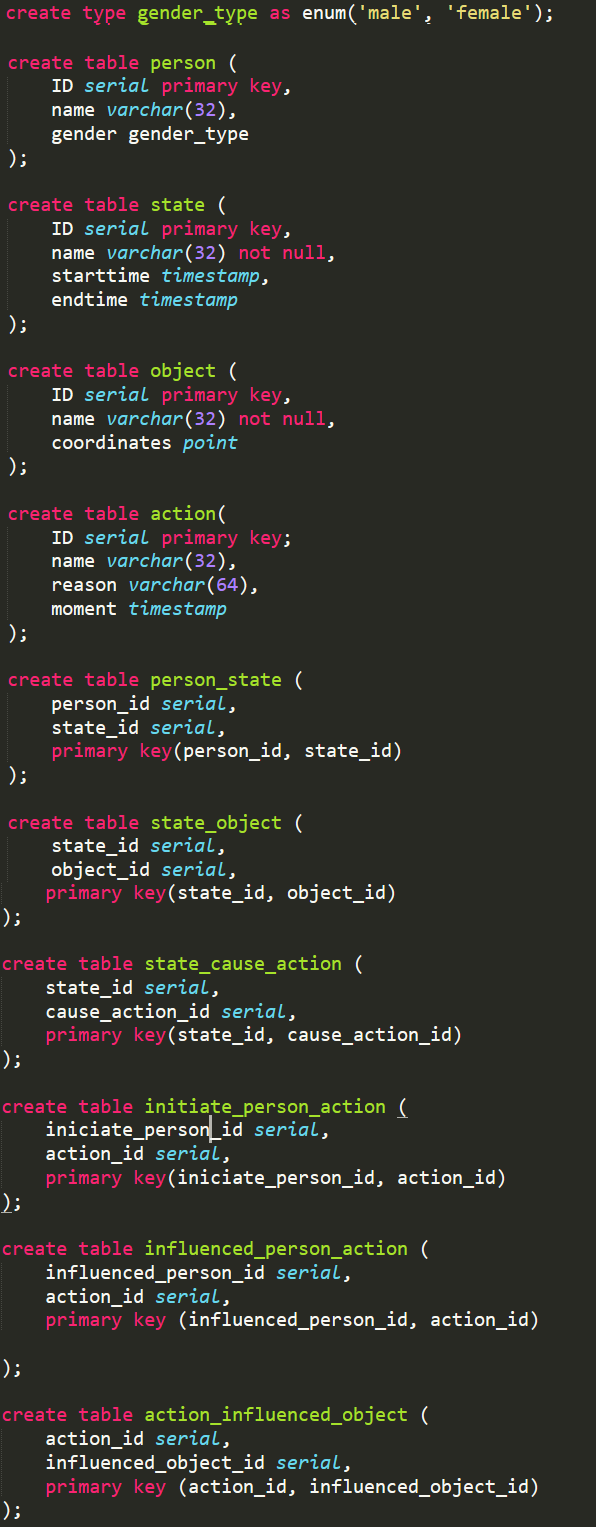 create type gender_type as enum('male', 'female');
create table person (
ID serial primary key,
name varchar(32),
gender gender_type
);
create table state (
ID serial primary key,
name varchar(32) not null,
starttime timestamp,
endtime timestamp
);
create table object (
ID serial primary key,
name varchar(32) not null,
coordinates point
);
create table action(
ID serial primary key;
name varchar(32),
reason varchar(64),
moment timestamp
);
create table person_state (
person_id serial,
state_id serial,
primary key(person_id, state_id)
);
create table state_object (
state_id serial,
object_id serial,
primary key(state_id, object_id)
);
create table state_cause_action (
state_id serial,
cause_action_id serial,
primary key(state_id, cause_action_id)
);
create table initiate_person_action (
iniciate_person_id serial,
action_id serial,
primary key(iniciate_person_id, action_id)
);
create table influenced_person_action (
influenced_person_id serial,
action_id serial,
primary key (influenced_person_id, action_id)
);
create table action_influenced_object (
action_id serial,
influenced_object_id serial,
primary key (action_id, influenced_object_id)
);